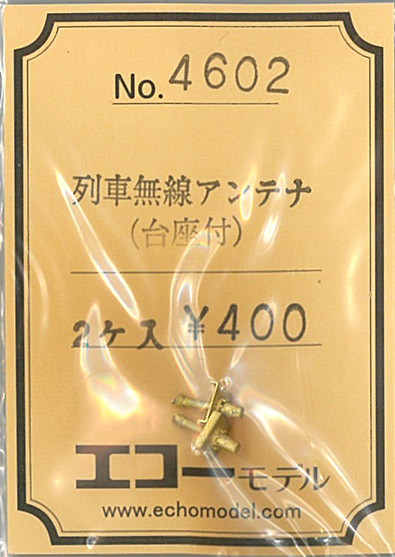 No. 4602
列車無線アンテナ
(台座付)
2ケ入 ¥400
エコーモデル
www.echomodel.com